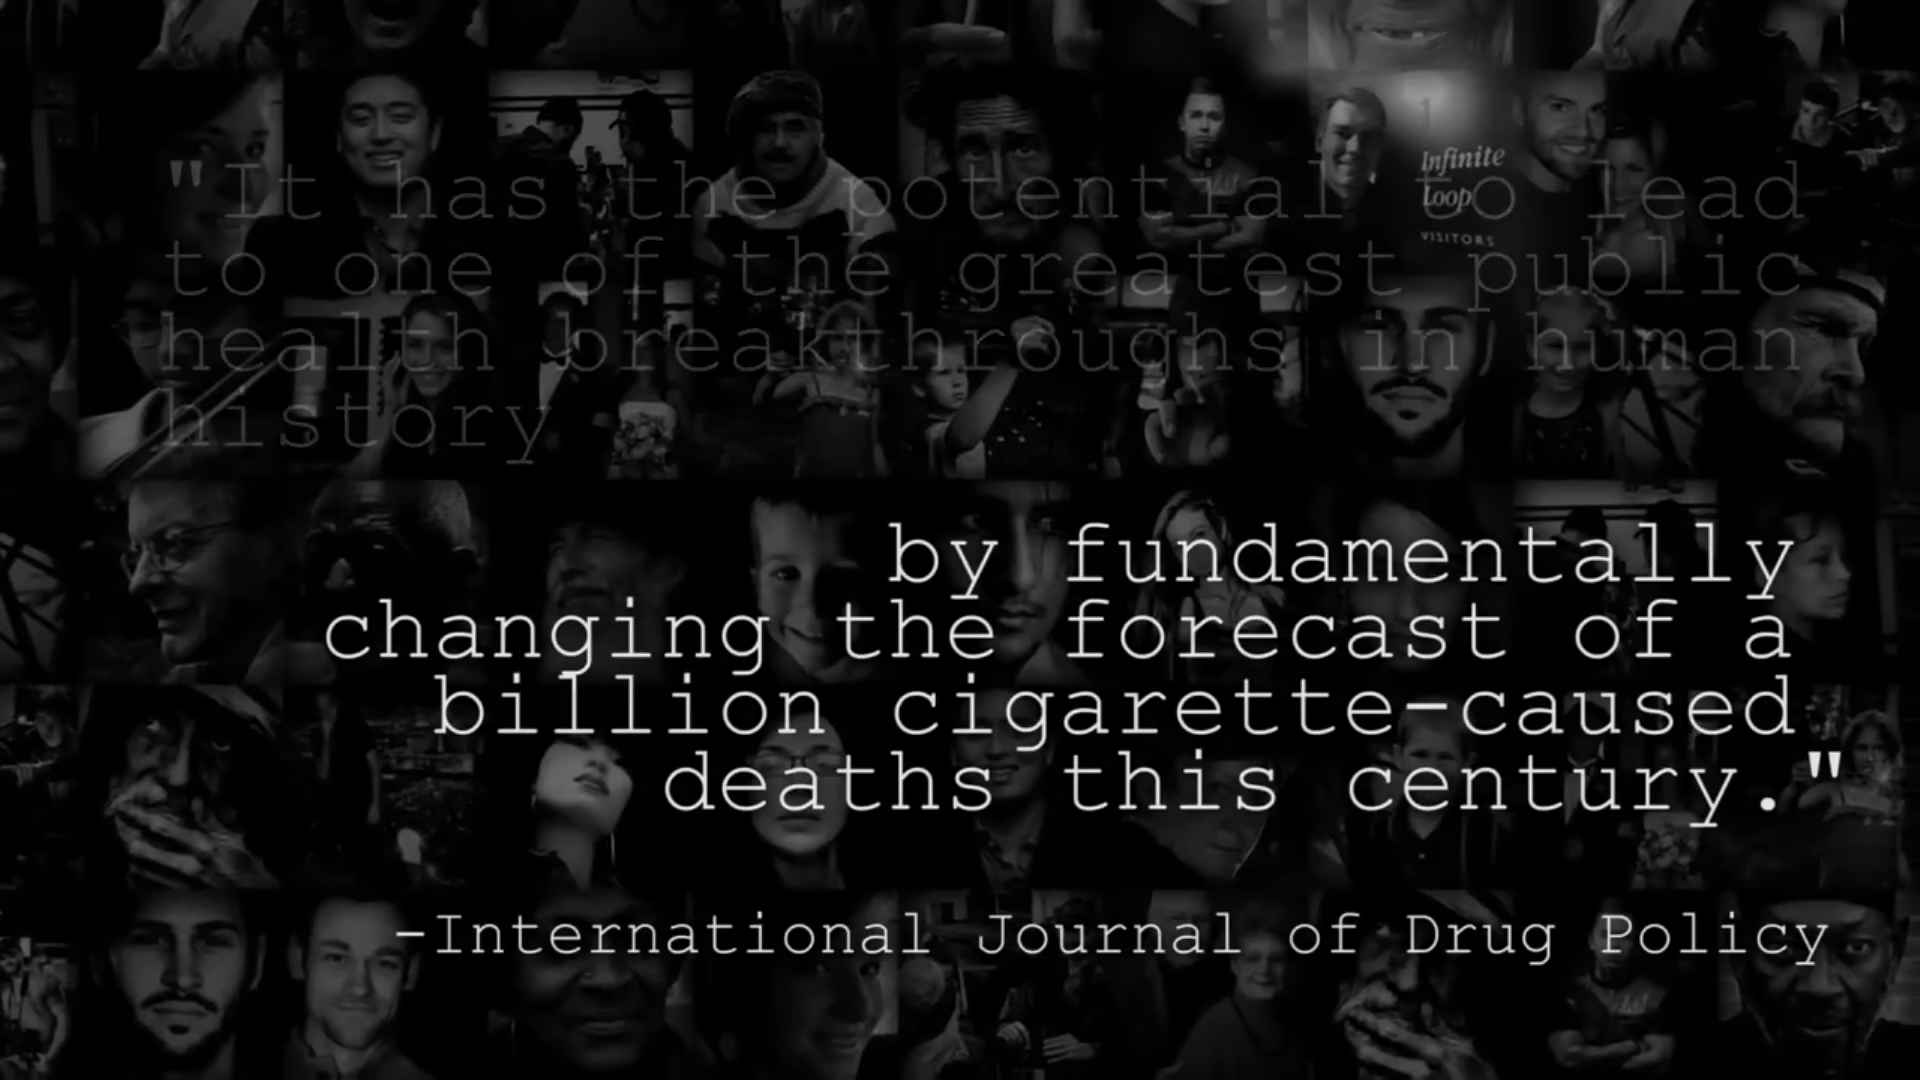 "It has the potential to lead
to one of the greatest public
health breakthroughs in human
history
by fundamentally
changing the forecast of a
billion cigarette-caused
deaths this century."
-International Journal of Drug Policy
1
Infinite
Loop
VISITORS